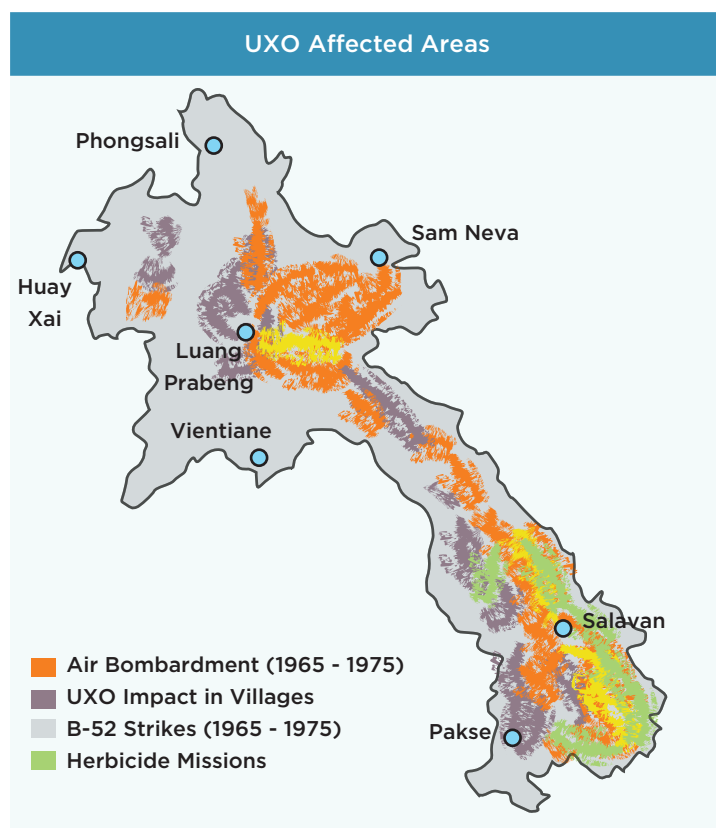 UXO Affected Areas
Phongsali
Sam Neva
Huay
Xai
Luang
Prabeng
Vientiane
Salavan
Pakse
Air Bombardment (1965 - 1975)
UXO Impact in Villages
B-52 Strikes (1965 - 1975)
Herbicide Missions